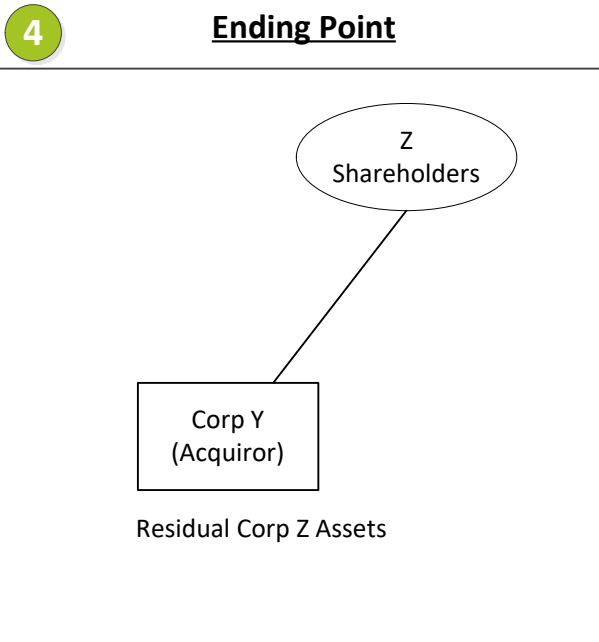 4
Ending Point
Z
Shareholders
Corp Y
(Acquiror)
Residual Corp Z Assets